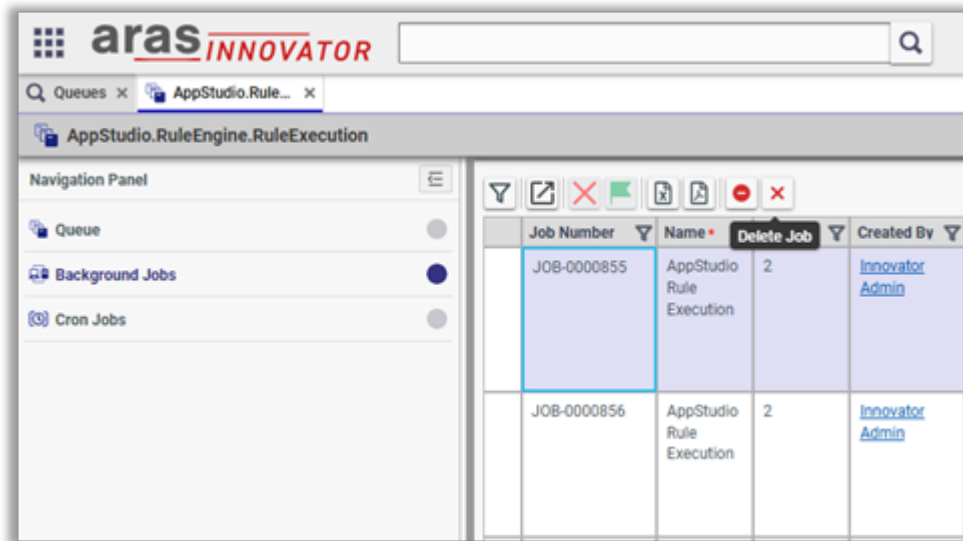 aras INNOVATOR
Queues
AppStudio.Rule...
AppStudio.RuleEngine.RuleExecution
Navigation Panel
Queue
Background Jobs
Cron Jobs
Delete Job
Job Number Name • Created By
JOB-0000855 AppStudio 2 Innovator
Rule Admin
Execution
JOB-0000856 AppStudio 2 Innovator
Rule Admin
Execution